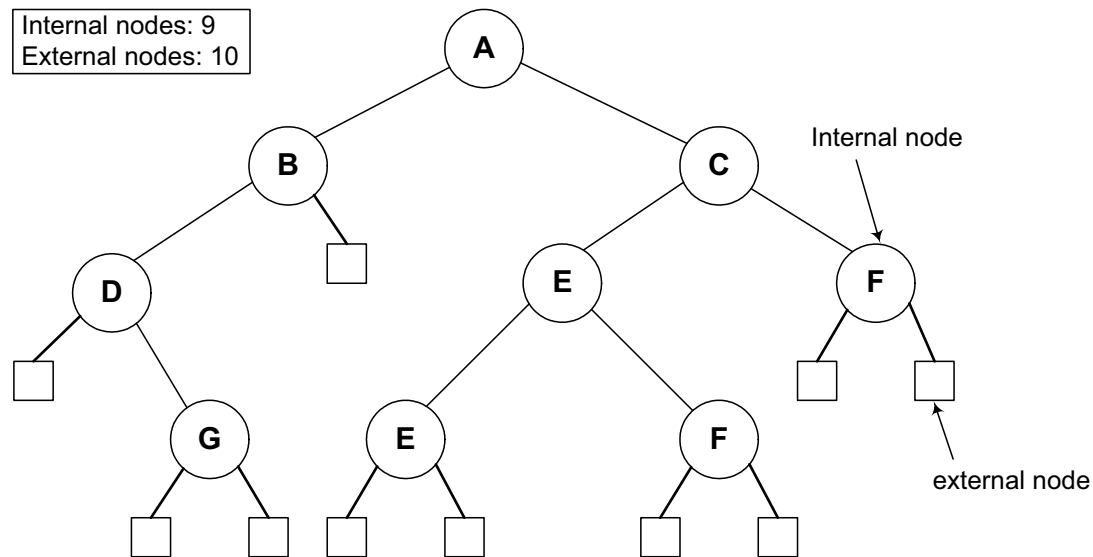 Internal nodes: 9
External nodes: 10
A
B
C
Internal node
D
E
F
G
E
F
external node